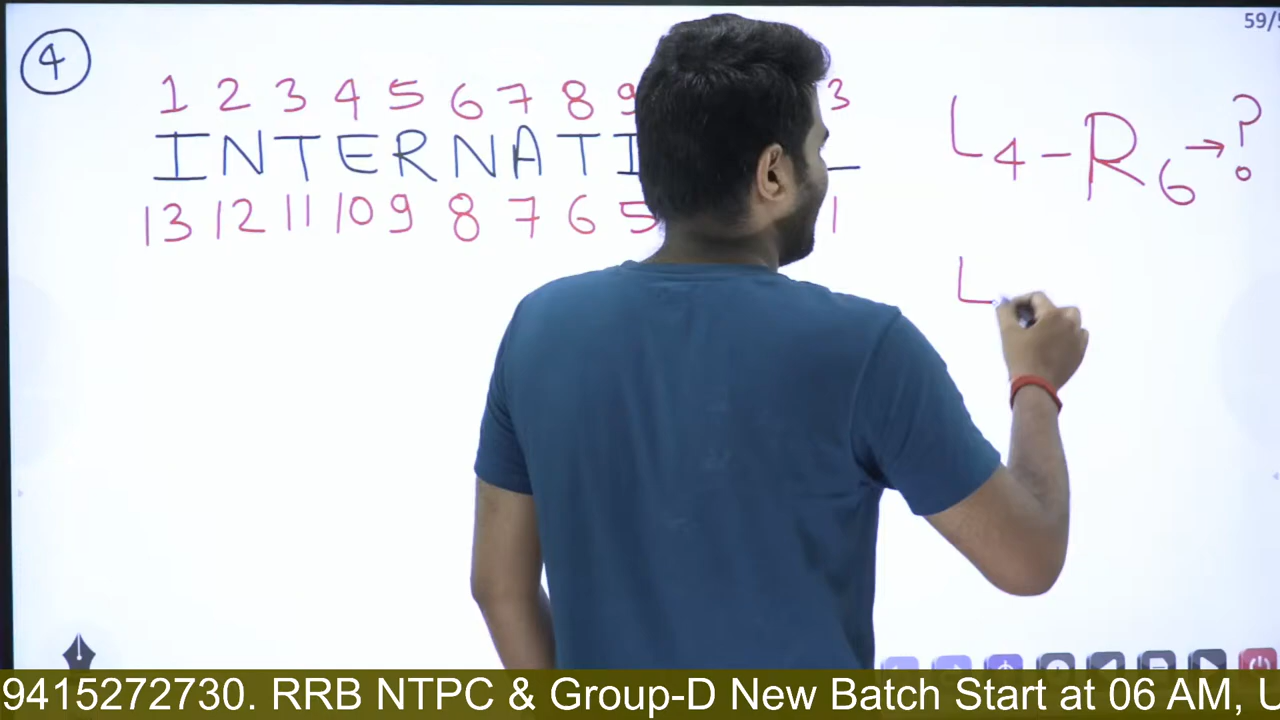 59/5
4
1 2 3 4 5 6 7 8 9 3
INTERNATI L
13 12 11 10 9 8 7 6 5 1
L4 - R6 → ?
L
9415272730. RRB NTPC & Group-D New Batch Start at 06 AM, U